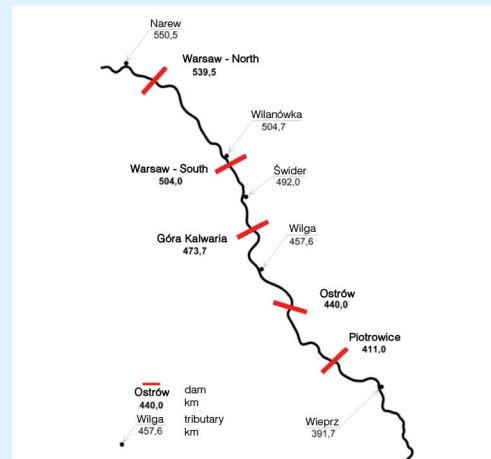 Narew
550,5
Warsaw - North
539,5
Wilanówka
504,7
Warsaw - South
504,0
Świder
492,0
Góra Kalwaria
473,7
Wilga
457,6
Ostrów
440,0
Piotrowice
411,0
Ostrów dam
440,0 km
Wilga tributary
457,6 km
Wieprz
391,7